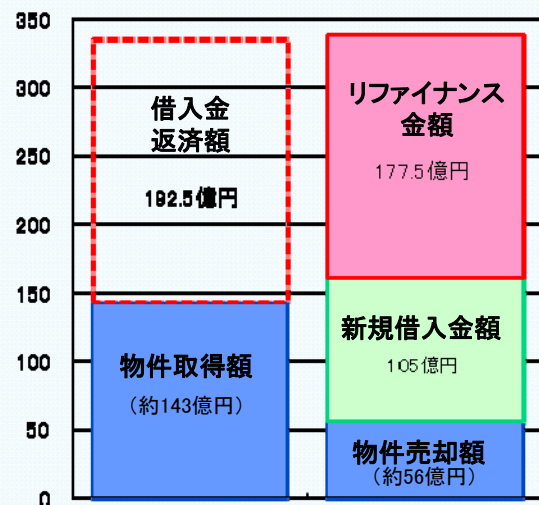 350
300
250
200
150
100
50
0
借入金
返済額
192.5億円
物件取得額
(約143億円)
リファイナンス
金額
177.5億円
新規借入金額
105億円
物件売却額
(約56億円)